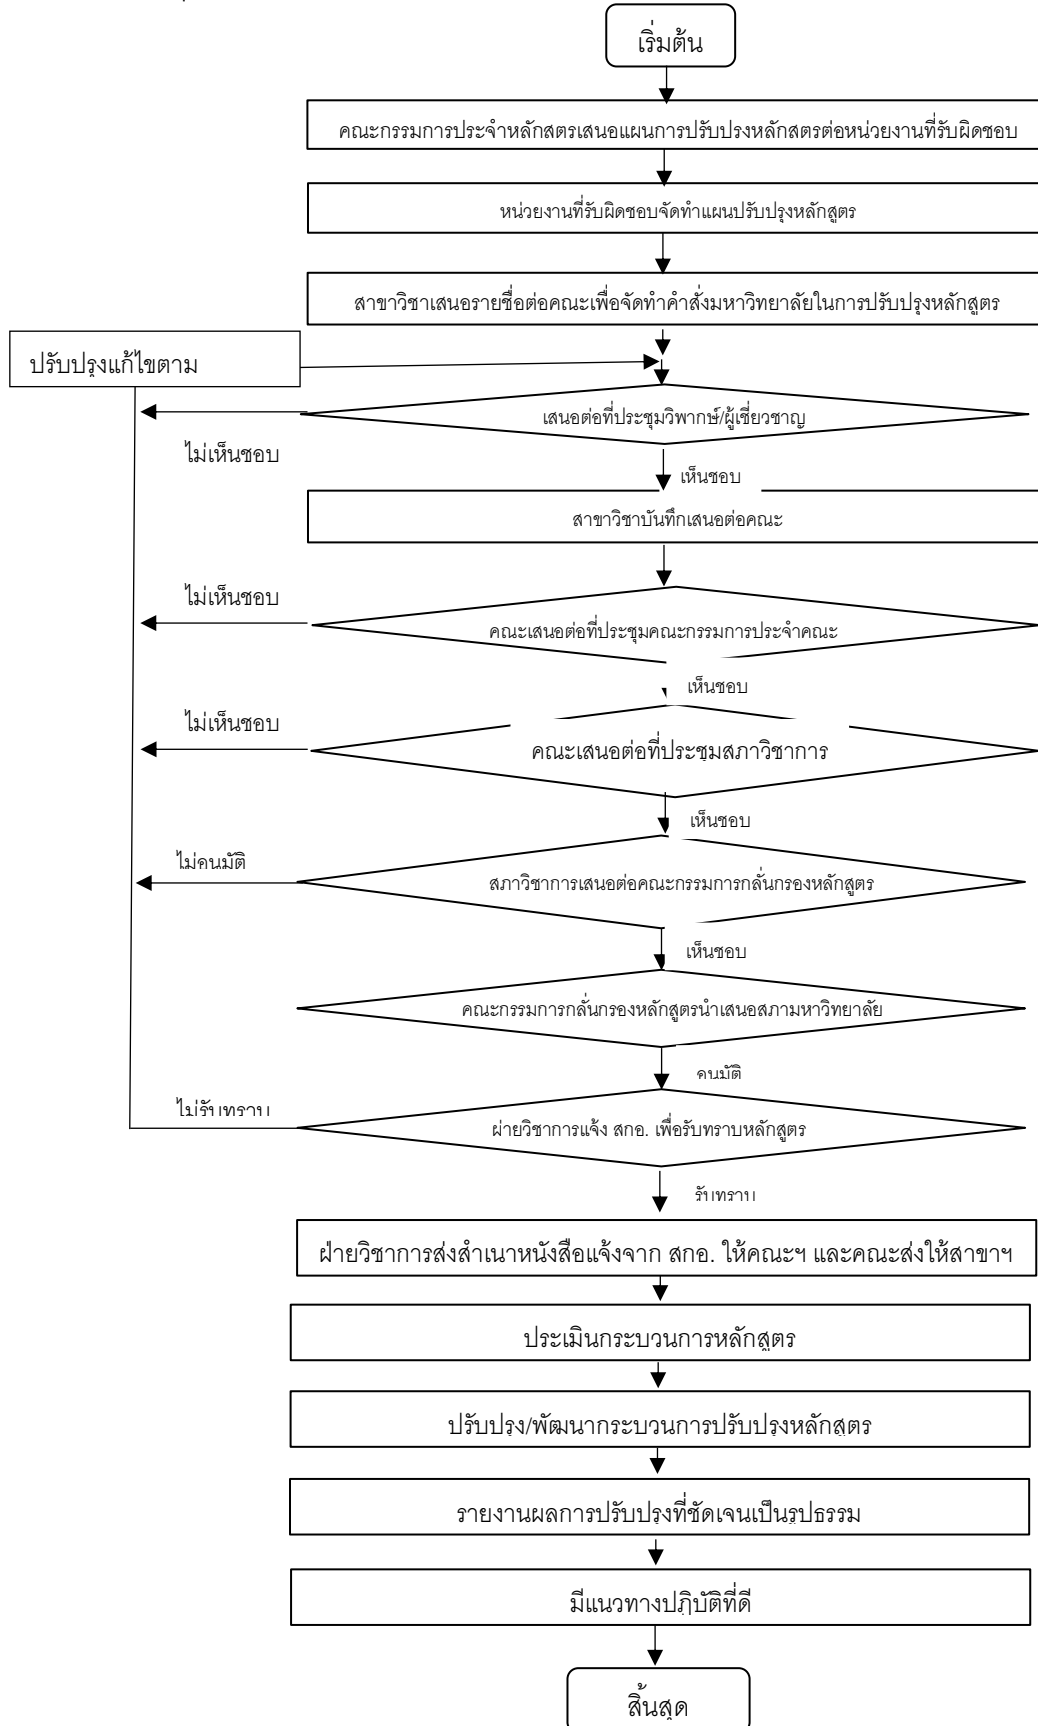 เริ่มต้น
คณะกรรมการประจำหลักสูตรเสนอแผนการปรับปรุงหลักสูตรต่อหน่วยงานที่รับผิดชอบ
หน่วยงานที่รับผิดชอบจัดทำแผนปรับปรุงหลักสูตร
สาขาวิชาเสนอรายชื่อต่อคณะเพื่อจัดทำคำสั่งมหาวิทยาลัยในการปรับปรุงหลักสูตร
ปรับปรุงแก้ไขตาม
เสนอต่อที่ประชุมวิพากษ์/ผู้เชี่ยวชาญ
ไม่เห็นชอบ
เห็นชอบ
สาขาวิชาบันทึกเสนอต่อคณะ
ไม่เห็นชอบ
คณะเสนอต่อที่ประชุมคณะกรรมการประจำคณะ
เห็นชอบ
ไม่เห็นชอบ
คณะเสนอต่อที่ประชุมสภาวิชาการ
เห็นชอบ
ไม่อนุมัติ
สภาวิชาการเสนอต่อคณะกรรมการกลั่นกรองหลักสูตร
เห็นชอบ
คณะกรรมการกลั่นกรองหลักสูตรนำเสนอสภามหาวิทยาลัย
อนุมัติ
ไม่รับทราบ
ฝ่ายวิชาการแจ้ง สกอ. เพื่อรับทราบหลักสูตร
รับทราบ
ฝ่ายวิชาการส่งสำเนาหนังสือแจ้งจาก สกอ. ให้คณะฯ และคณะส่งให้สาขาฯ
ประเมินกระบวนการหลักสูตร
ปรับปรุง/พัฒนากระบวนการปรับปรุงหลักสูตร
รายงานผลการปรับปรุงที่ชัดเจนเป็นรูปธรรม
มีแนวทางปฏิบัติที่ดี
สิ้นสุด